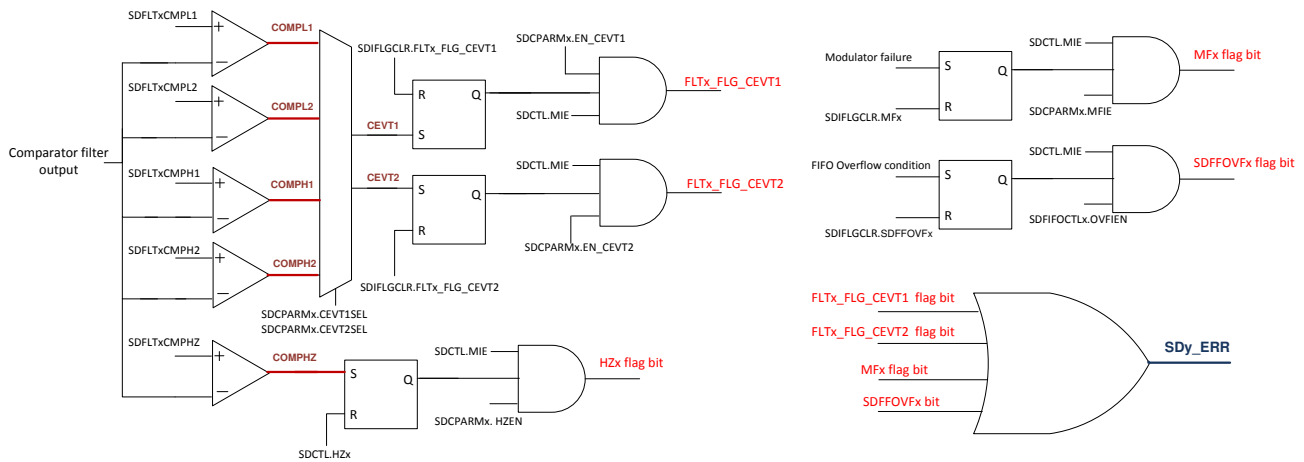 SDFLTxCMPL1
+
−
COMPL1
SDFLTxCMPL2
+
−
COMPL2
Comparator filter
output
SDFLTxCMPH1
+
−
COMPH1
SDFLTxCMPH2
+
−
COMPH2
SDCPARMx.CEVT1SEL
SDCPARMx.CEVT2SEL
SDIFLGCLR.FLTx_FLG_CEVT1
R
Q
S
CEVT1
SDCPARMx.EN_CEVT1
SDCTL.MIE
FLTx_FLG_CEVT1
CEVT2
S
Q
R
SDIFLGCLR.FLTx_FLG_CEVT2
SDCTL.MIE
SDCPARMx.EN_CEVT2
FLTx_FLG_CEVT2
SDFLTxCMPHZ
+
−
COMPHZ
S
Q
R
SDCTL.HZx
SDCTL.MIE
SDCPARMx. HZEN
HZx flag bit
Modulator failure
S
Q
R
SDIFLGCLR.MFx
SDCTL.MIE
SDCPARMx.MFIE
MFx flag bit
FIFO Overflow condition
S
Q
R
SDIFLGCLR.SDFFOVFx
SDCTL.MIE
SDFIFOCTLx.OVFIEN
SDFFOVFx flag bit
FLTx_FLG_CEVT1 flag bit
FLTx_FLG_CEVT2 flag bit
MFx flag bit
SDFFOVFx bit
SDy_ERR